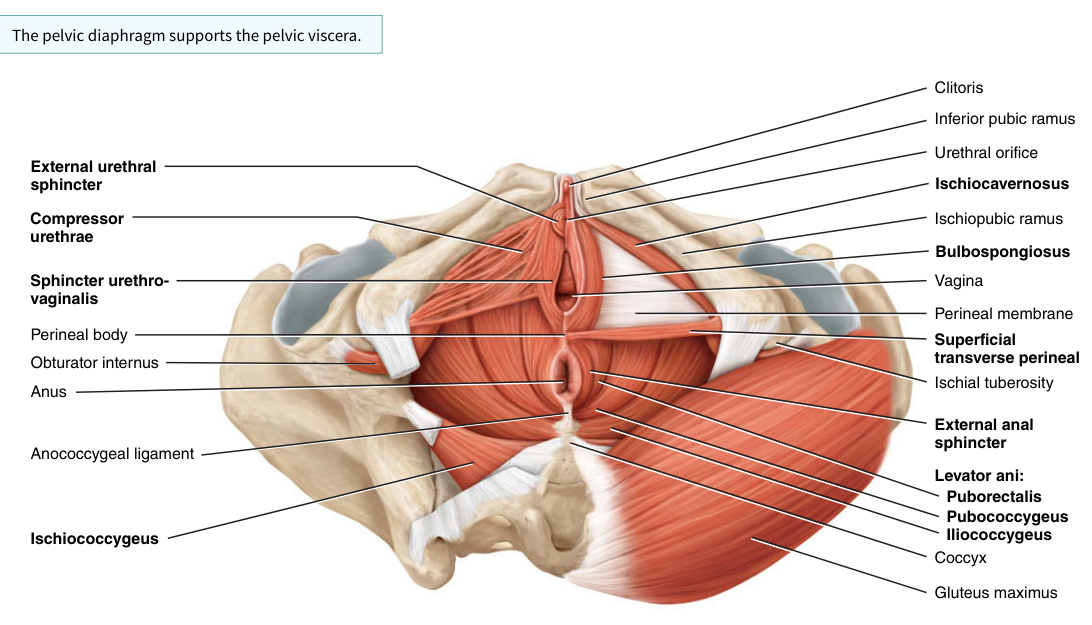 The pelvic diaphragm supports the pelvic viscera.
External urethral
sphincter
Compressor
urethrae
Sphincter urethro-
vaginalis
Perineal body
Obturator internus
Anus
Anococcygeal ligament
Ischiococcygeus
Clitoris
Inferior pubic ramus
Urethral orifice
Ischiocavernosus
Ischiopubic ramus
Bulbospongiosus
Vagina
Perineal membrane
Superficial
transverse perineal
Ischial tuberosity
External anal
sphincter
Levator ani:
Puborectalis
Pubococcygeus
Iliococcygeus
Coccyx
Gluteus maximus